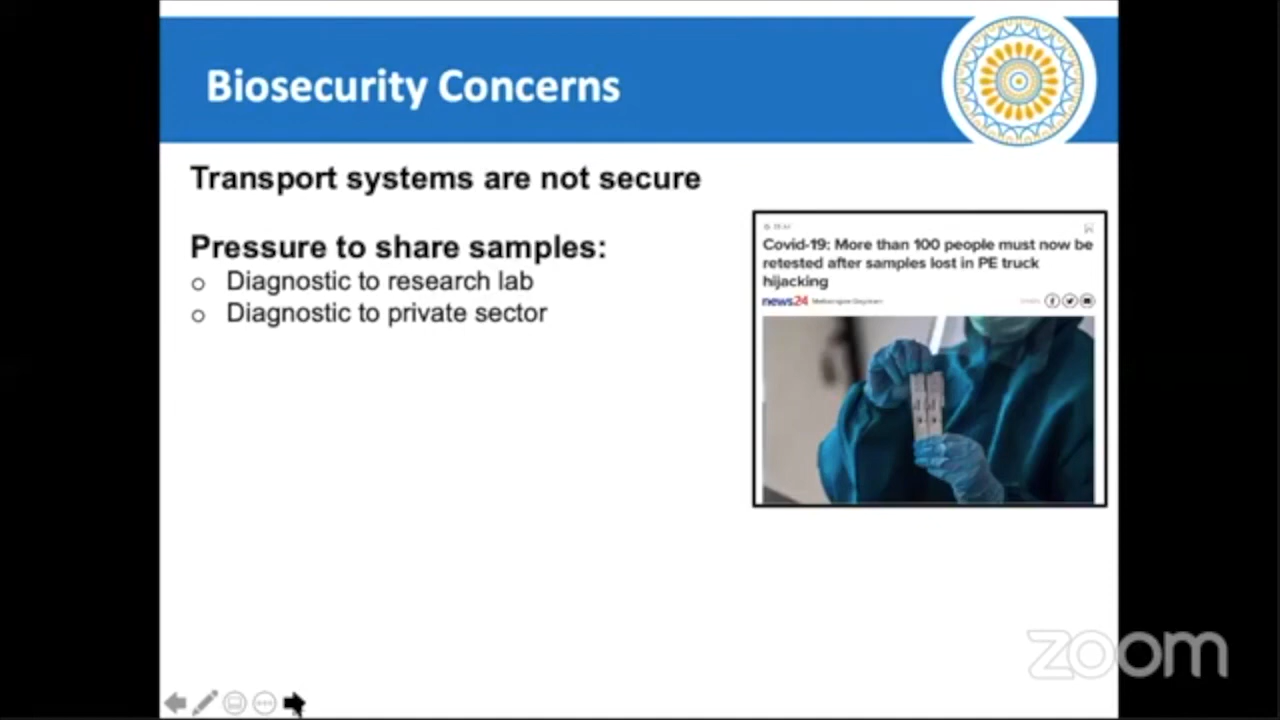 Biosecurity Concerns
Transport systems are not secure
Pressure to share samples:
Diagnostic to research lab
Diagnostic to private sector
Covid-19: More than 100 people must now be
retested after samples lost in PE truck
hijacking
news24
zoom